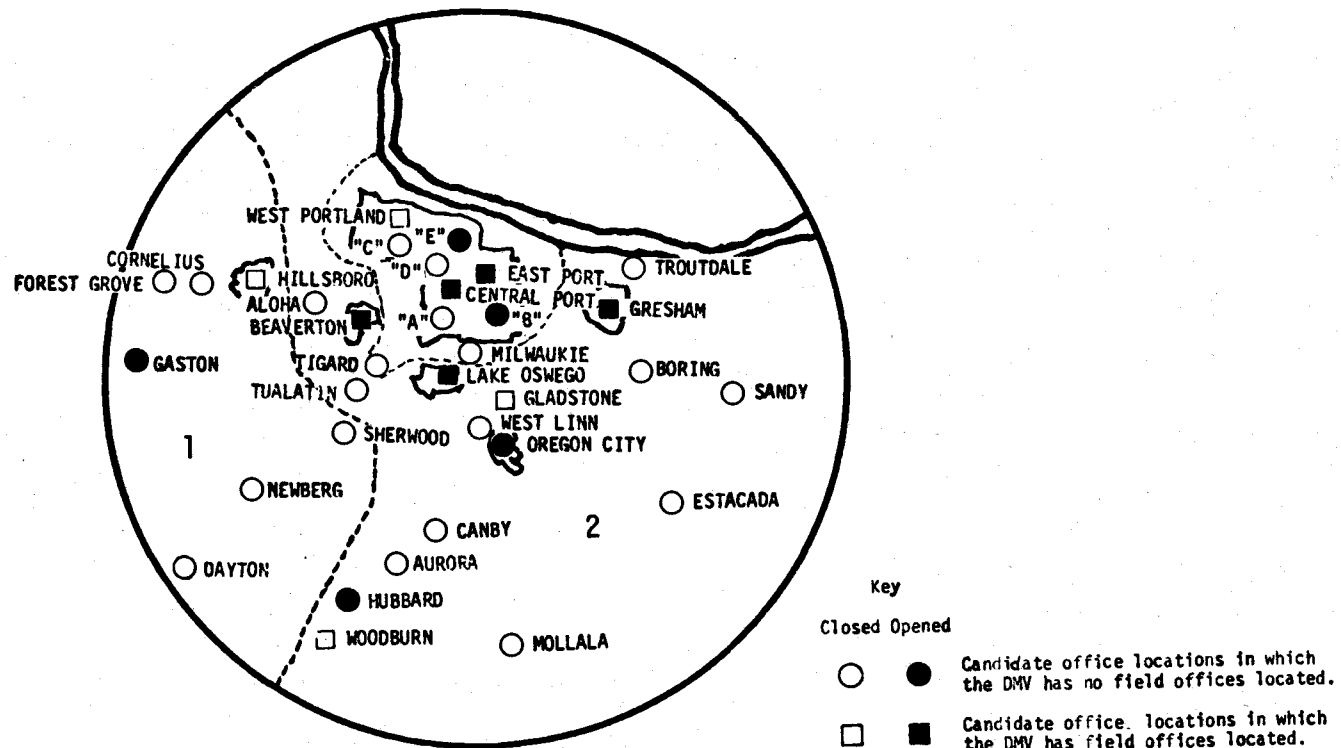 WEST PORTLAND
"E"
"C"
"D"
EAST PORT
TROUTDALE
CORNELIUS
FOREST GROVE
HILLSBORO
CENTRAL PORT
GRESHAM
ALOHA
BEAVERTON
"A"
"B"
MILWAUKIE
GASTON
TIGARD
LAKE OSWEGO
BORING
TUALATIN
GLADSTONE
SANDY
WEST LINN
SHERWOOD
OREGON CITY
1
NEWBERG
ESTACADA
CANBY
2
DAYTON
AURORA
HUBBARD
WOODBURN
MOLLALA
Key
Closed Opened
Candidate office locations in which
the DMV has no field offices located.
Candidate office locations in which
the DMV has field offices located.